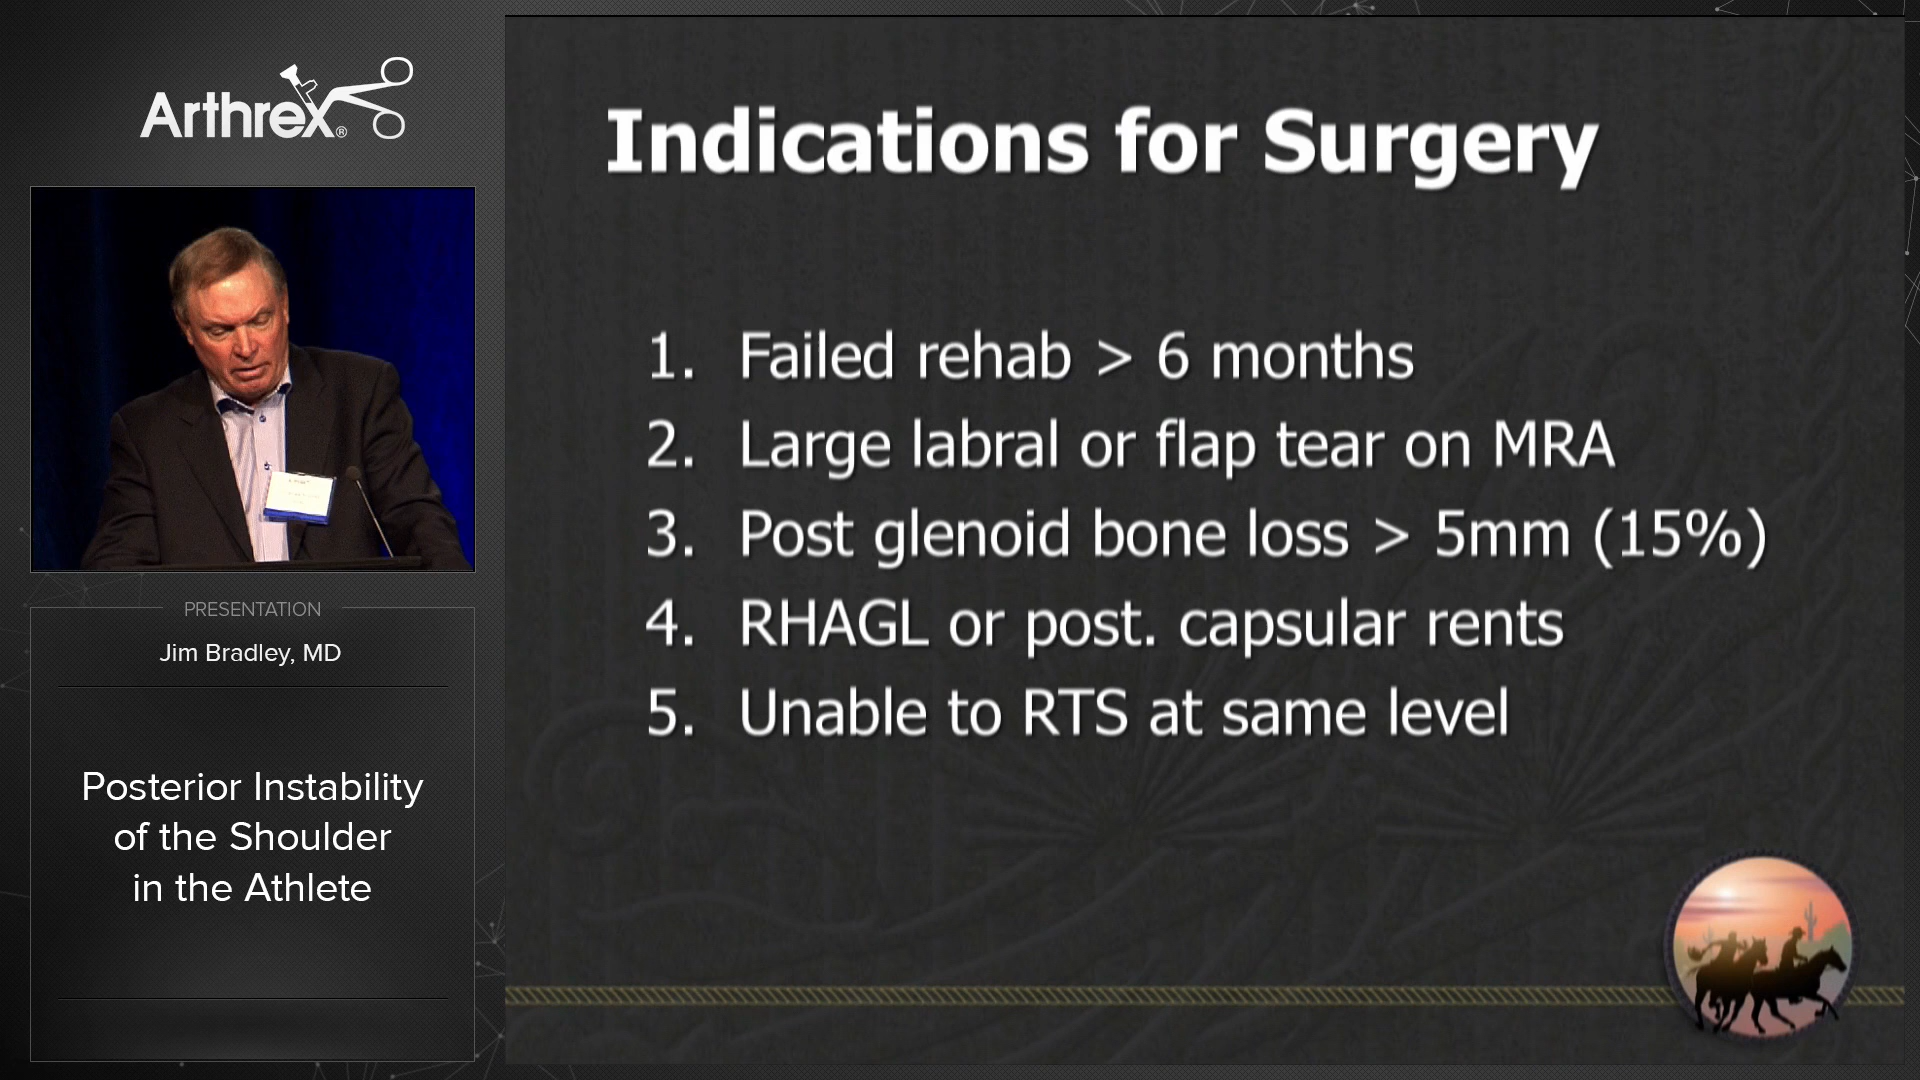 Arthrex®
PRESENTATION
Jim Bradley, MD
Posterior Instability
of the Shoulder
in the Athlete
Indications for Surgery
1. Failed rehab > 6 months
2. Large labral or flap tear on MRA
3. Post glenoid bone loss > 5mm (15%)
4. RHAGL or post. capsular rents
5. Unable to RTS at same level